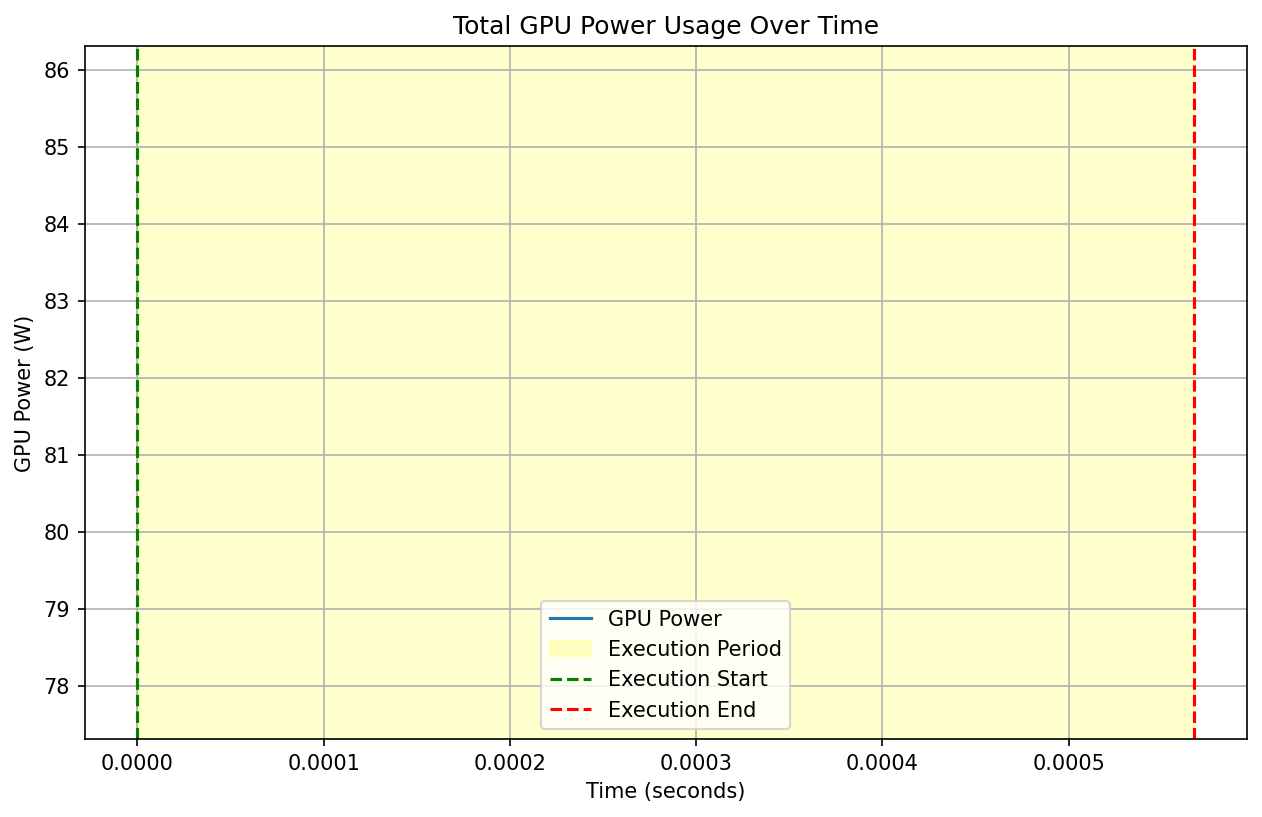 Total GPU Power Usage Over Time
GPU Power (W)
86
85
84
83
82
81
80
79
78
GPU Power
Execution Period
Execution Start
Execution End
0.0000 0.0001 0.0002 0.0003 0.0004 0.0005
Time (seconds)